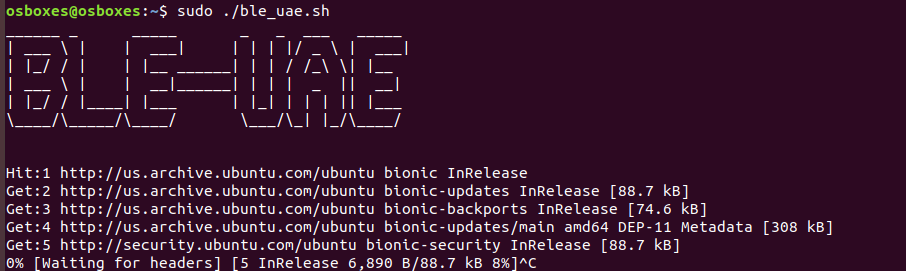 osboxes@osboxes:~$ sudo ./ble_uae.sh
BLE-UAE
Hit:1 http://us.archive.ubuntu.com/ubuntu bionic InRelease
Get:2 http://us.archive.ubuntu.com/ubuntu bionic-updates InRelease [88.7 kB]
Get:3 http://us.archive.ubuntu.com/ubuntu bionic-backports InRelease [74.6 kB]
Get:4 http://us.archive.ubuntu.com/ubuntu bionic-updates/main amd64 DEP-11 Metadata [308 kB]
Get:5 http://security.ubuntu.com/ubuntu bionic-security InRelease [88.7 kB]
0% [Waiting for headers] [5 InRelease 6,890 B/88.7 kB 8%]^C